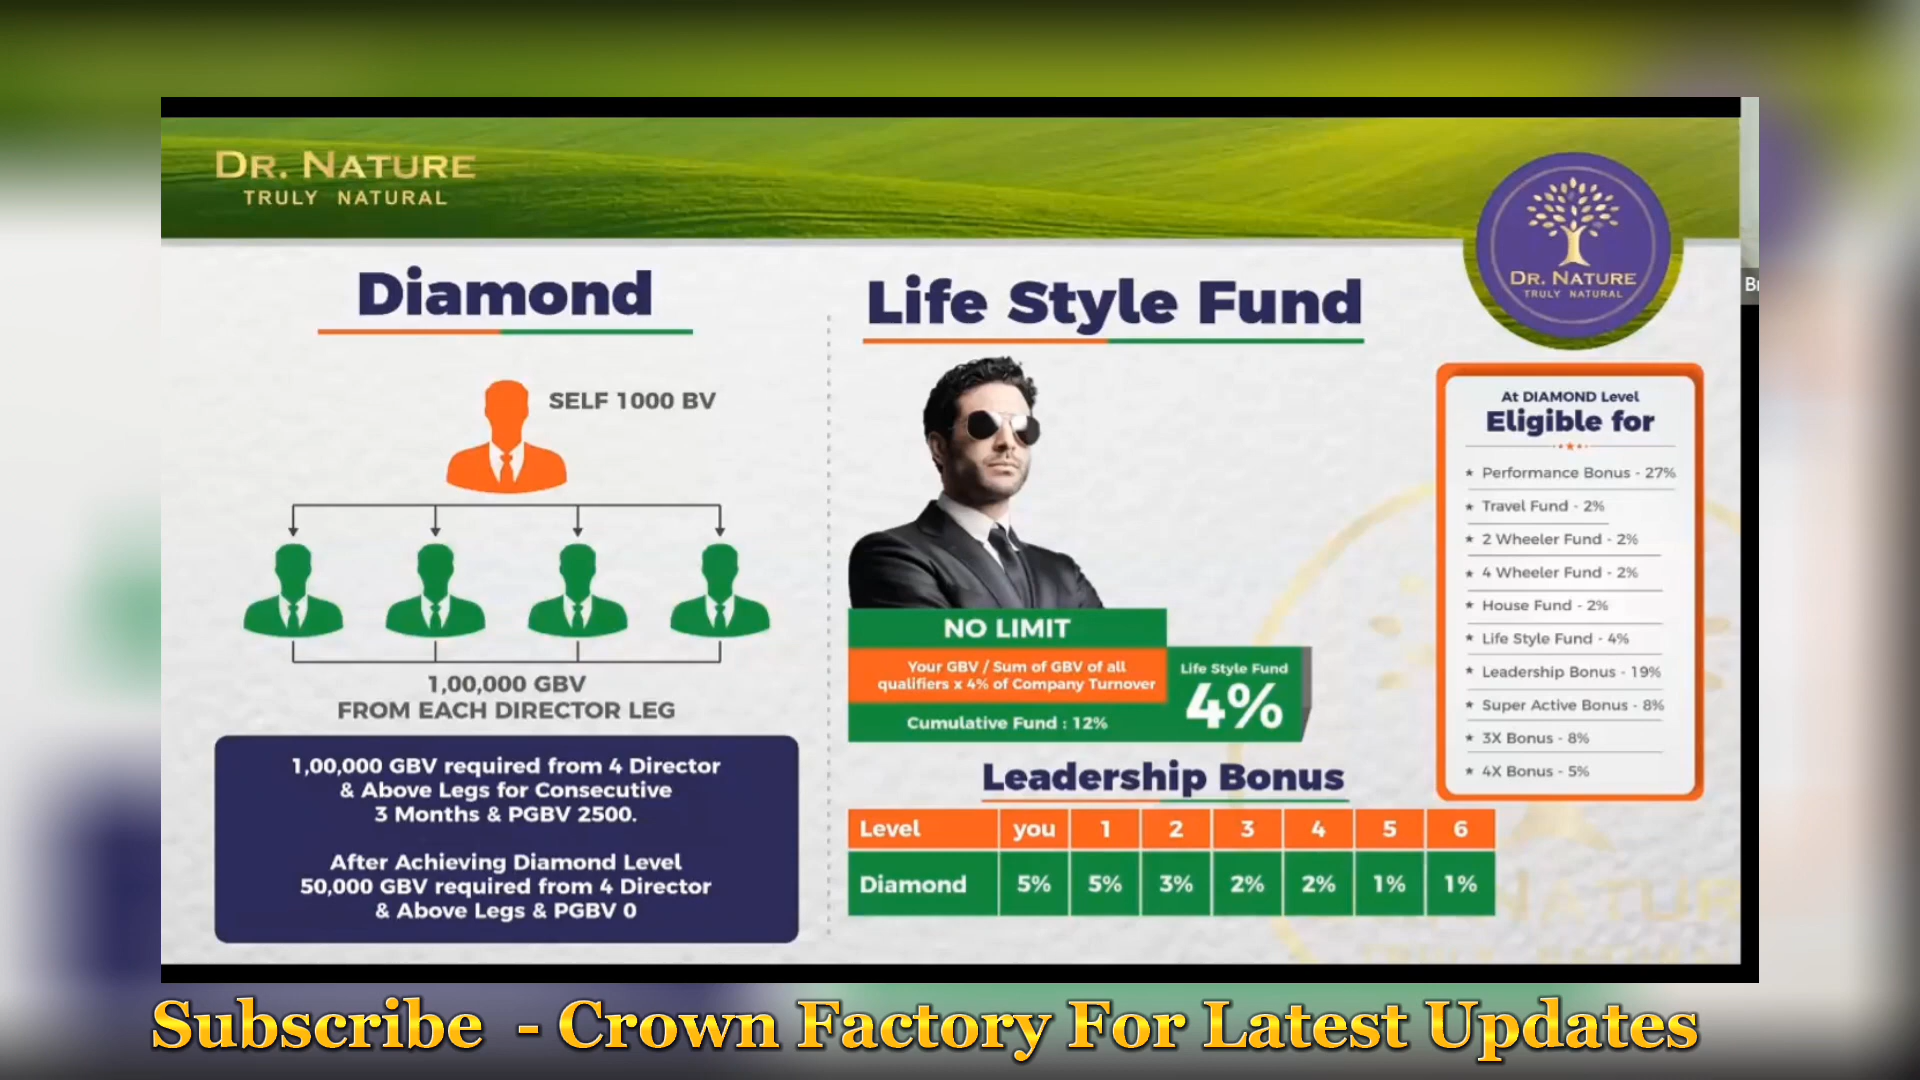 DR. NATURE
TRULY NATURAL
Diamond
SELF 1000 BV
1,00,000 GBV
FROM EACH DIRECTOR LEG
1,00,000 GBV required from 4 Director
& Above Legs for Consecutive
3 Months & PGBV 2500.
After Achieving Diamond Level
50,000 GBV required from 4 Director
& Above Legs & PGBV 0
Life Style Fund
NO LIMIT
Your GBV / Sum of GBV of all
qualifiers x 4% of Company Turnover
Cumulative Fund : 12%
Life Style Fund
4%
Leadership Bonus
Level you 1 2 3 4 5 6
Diamond 5% 5% 3% 2% 2% 1% 1%
DR. NATURE
TRULY NATURAL
At DIAMOND Level
Eligible for
Performance Bonus - 27%
Travel Fund - 2%
2 Wheeler Fund - 2%
4 Wheeler Fund - 2%
House Fund - 2%
Life Style Fund - 4%
Leadership Bonus - 19%
Super Active Bonus - 8%
3X Bonus - 8%
4X Bonus - 5%
Subscribe - Crown Factory For Latest Updates